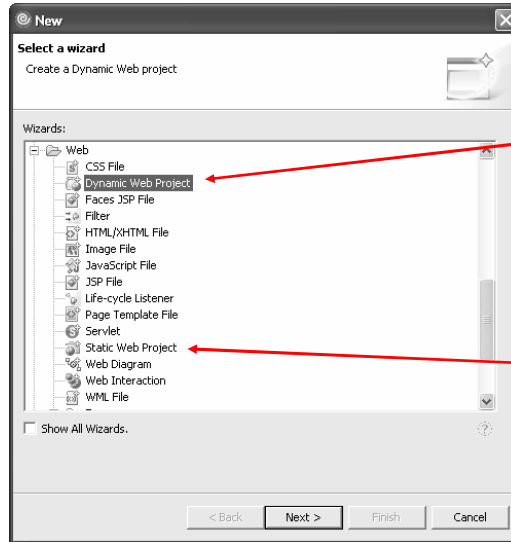 New
Select a wizard
Create a Dynamic Web project
Wizards:
Web
CSS File
Dynamic Web Project
Faces JSP File
Filter
HTML/XHTML File
Image File
JavaScript File
JSP File
Life-cycle Listener
Page Template File
Servlet
Static Web Project
Web Diagram
Web Interaction
WML File
Show All Wizards.
< Back Next > Finish Cancel